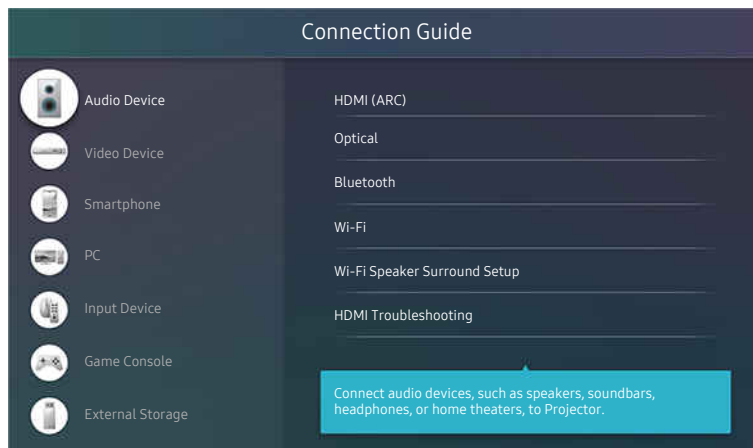 Connection Guide
Audio Device
Video Device
Smartphone
PC
Input Device
Game Console
External Storage
HDMI (ARC)
Optical
Bluetooth
Wi-Fi
Wi-Fi Speaker Surround Setup
HDMI Troubleshooting
Connect audio devices, such as speakers, soundbars,
headphones, or home theaters, to Projector.